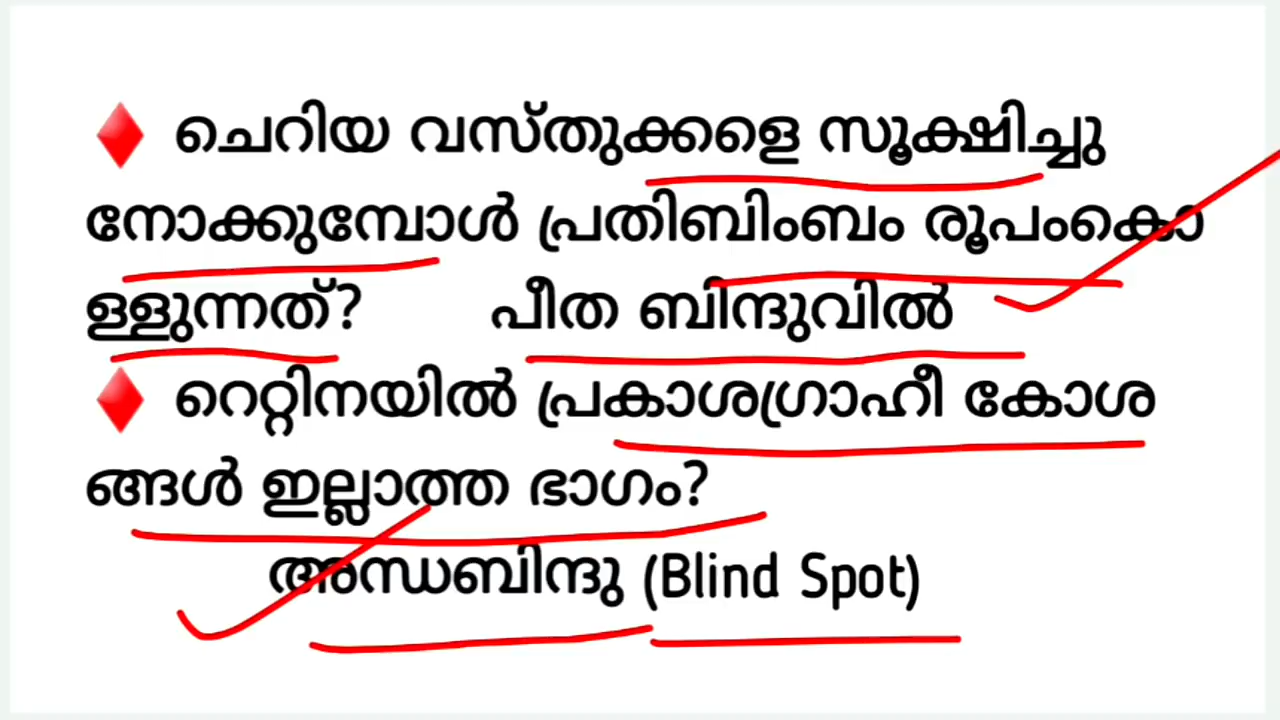 ♦ ചെറിയ വസ്തുക്കളെ സൂക്ഷിച്ചു
നോക്കുമ്പോൾ പ്രതിബിംബം രൂപംകൊ
ള്ളുന്നത്? പീത ബിന്ദുവിൽ
♦ റെറ്റിനയിൽ പ്രകാശഗ്രാഹീ കോശ
ങ്ങൾ ഇല്ലാത്ത ഭാഗം?
അന്ധബിന്ദു (Blind Spot)